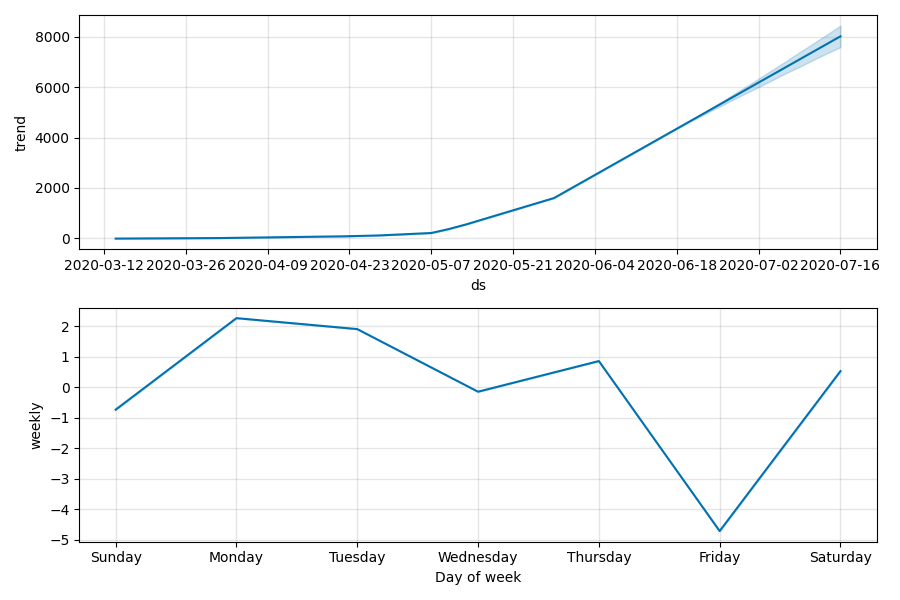 8000
6000
4000
2000
0
trend
2020-03-12 2020-03-26 2020-04-09 2020-04-23 2020-05-07 2020-05-21 2020-06-04 2020-06-18 2020-07-02 2020-07-16
ds
2
1
0
−1
−2
−3
−4
−5
weekly
Sunday Monday Tuesday Wednesday Thursday Friday Saturday
Day of week